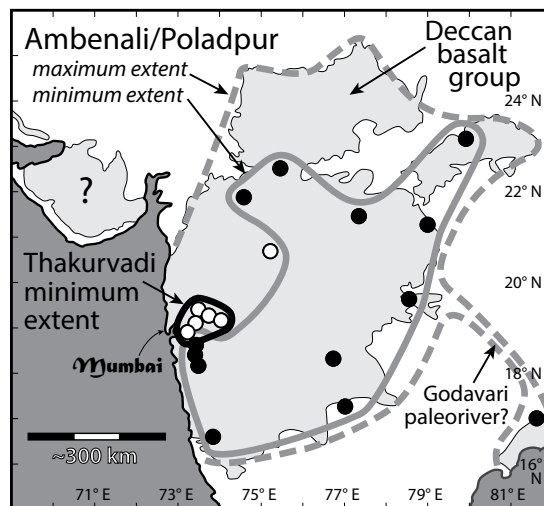 Ambenali/Poladpur
maximum extent
minimum extent
Deccan
basalt
group
24° N
?
22° N
Thakurvadi
minimum
extent
20° N
Mumbai
18° N
Godavari
paleoriver?
~300 km
16°
N
71° E
73°
75°E
77°E
79°E
81° E